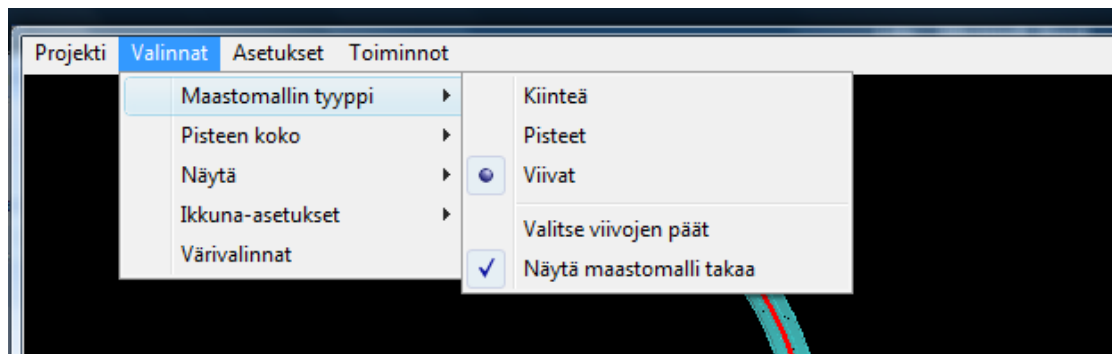 Projekti Valinnat Asetukset Toiminnot
Maastomallin tyyppi
Pisteen koko
Näytä
Ikkuna-asetukset
Värivalinnat
Kiinteä
Pisteet
Viivat
Valitse viivojen päät
Näytä maastomalli takaa